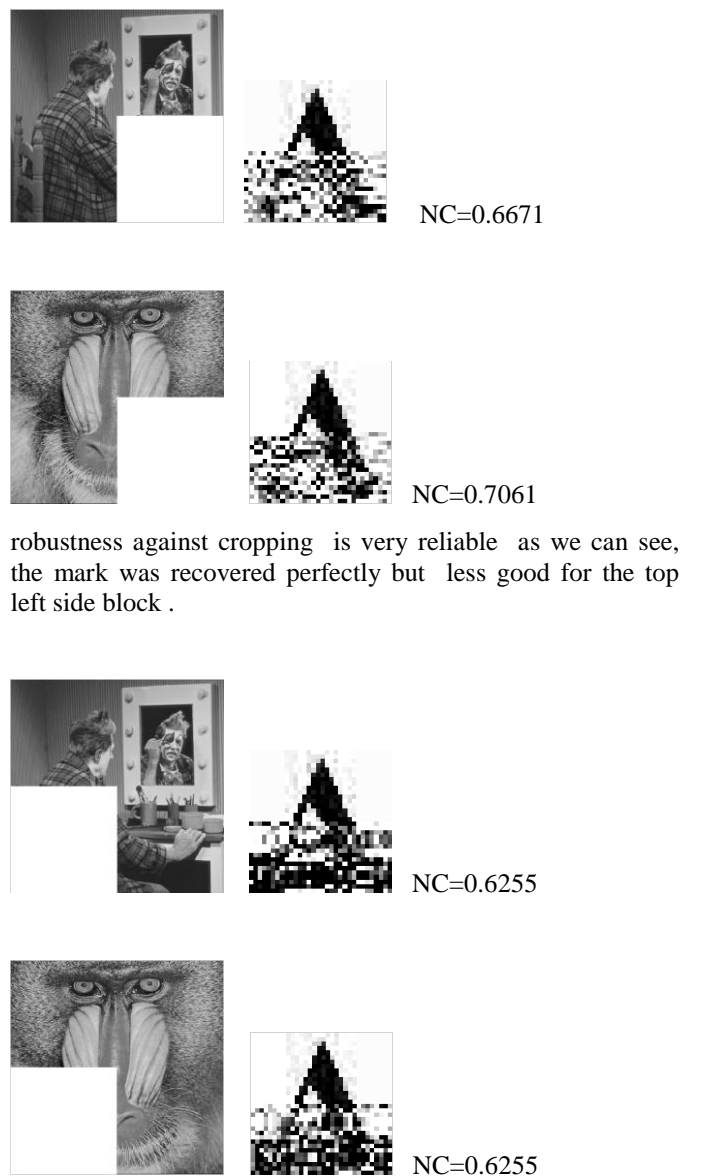 NC=0.6671
NC=0.7061
robustness against cropping is very reliable as we can see,
the mark was recovered perfectly but less good for the top
left side block .
NC=0.6255
NC=0.6255